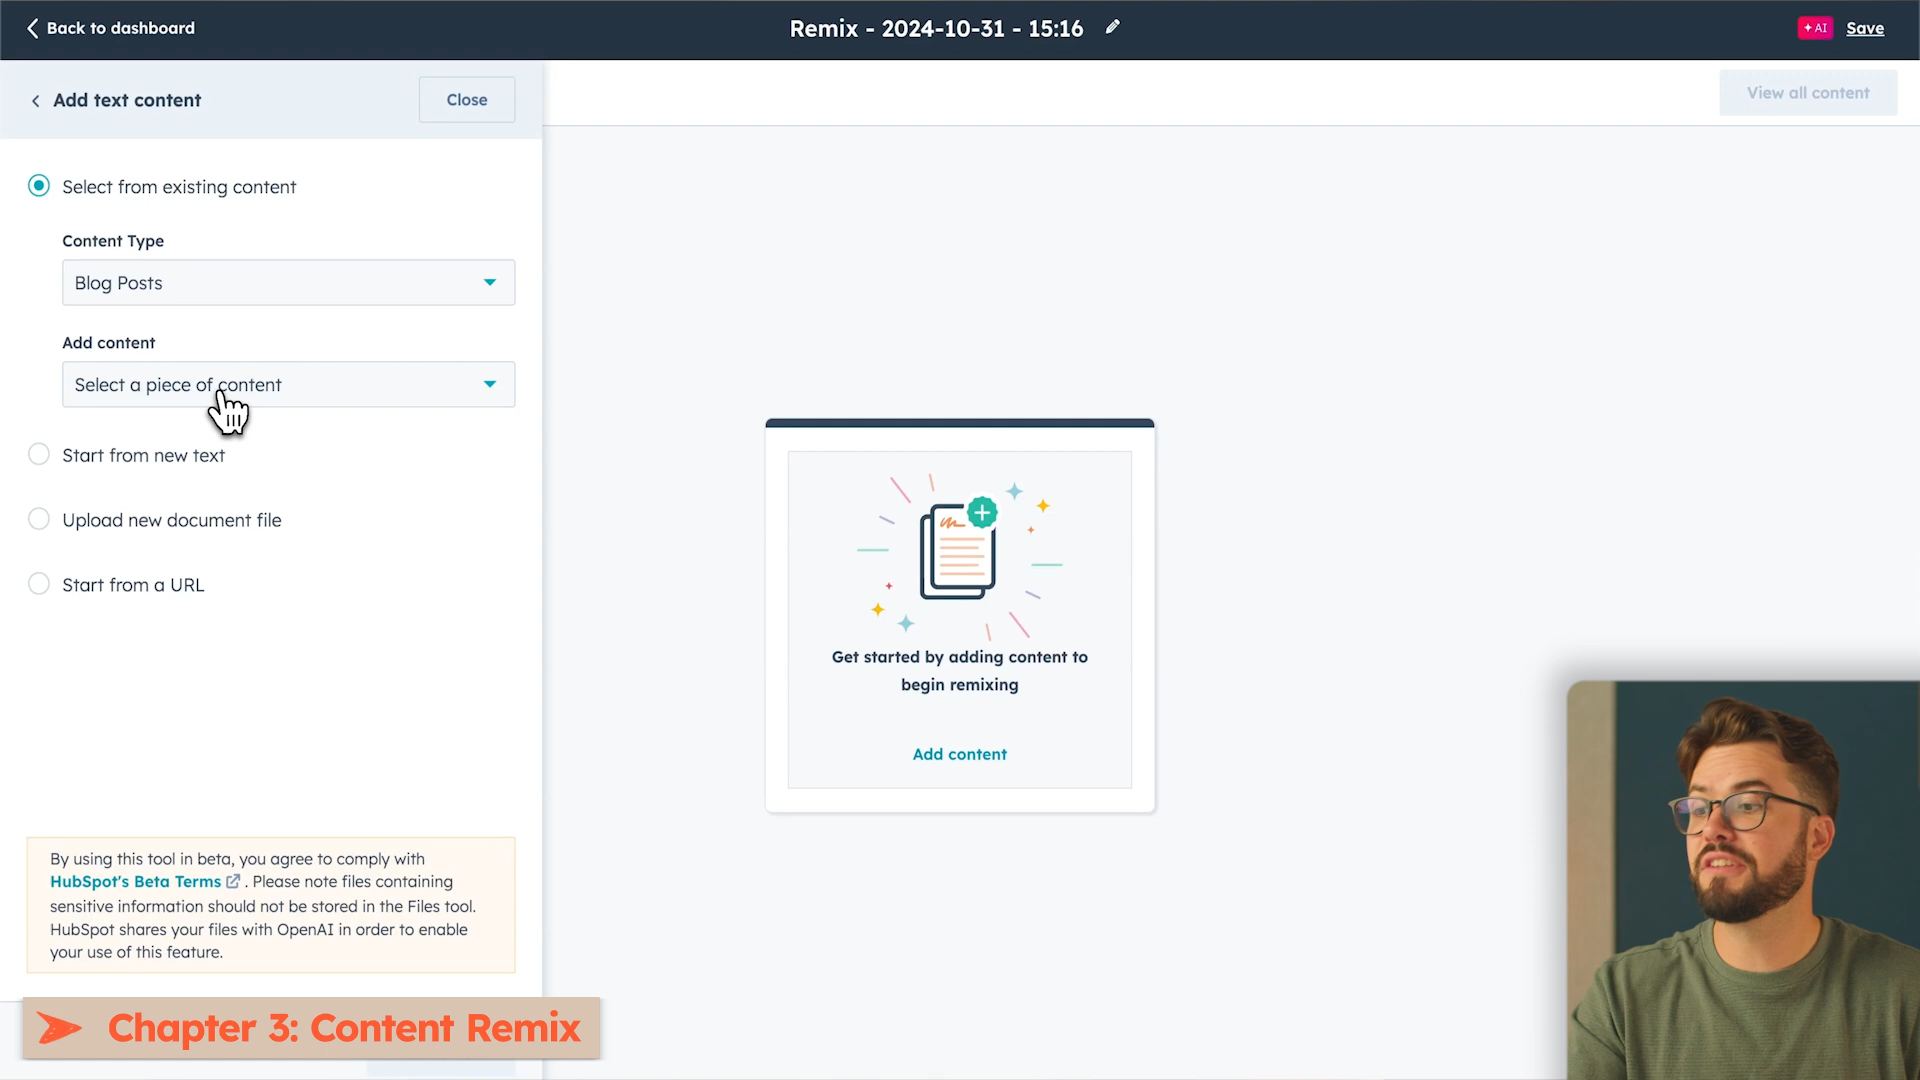 Back to dashboard
Remix - 2024-10-31 - 15:16
AI
Save
Add text content
Close
View all content
Select from existing content
Content Type
Blog Posts
Add content
Select a piece of content
Start from new text
Upload new document file
Start from a URL
Get started by adding content to
begin remixing
Add content
By using this tool in beta, you agree to comply with
HubSpot's Beta Terms . Please note files containing
sensitive information should not be stored in the Files tool.
HubSpot shares your files with OpenAI in order to enable
your use of this feature.
Chapter 3: Content Remix